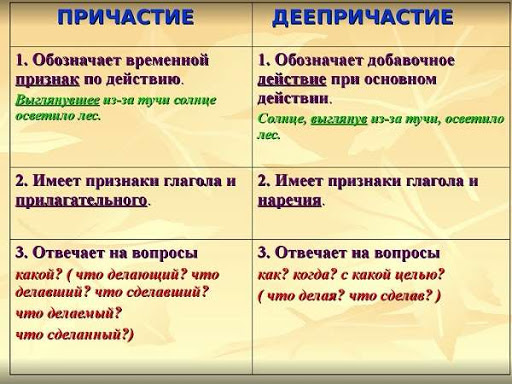 ПРИЧАСТИЕ
ДЕЕПРИЧАСТИЕ
1. Обозначает временной
признак по действию.
Выглянувшее из-за тучи солнце
осветило лес.
1. Обозначает добавочное
действие при основном
действии.
Солнце, выглянув из-за тучи, осветило
лес.
2. Имеет признаки глагола и
прилагательного.
2. Имеет признаки глагола и
наречия.
3. Отвечает на вопросы
какой? ( что делающий? что
делавший? что сделавший?
что делаемый?
что сделанный?)
3. Отвечает на вопросы
как? когда? с какой целью?
( что делая? что сделав? )